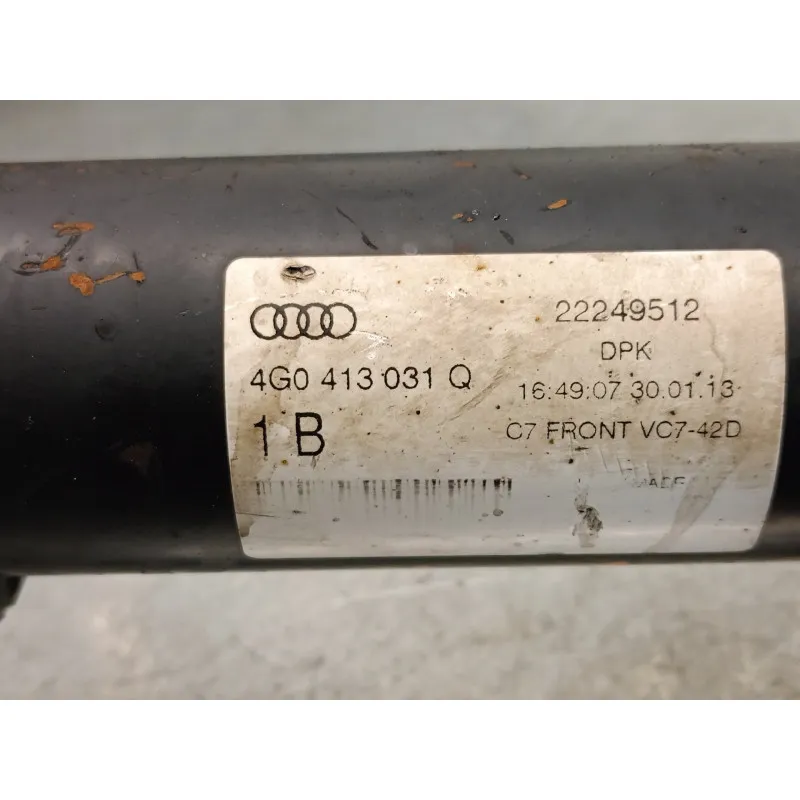 22249512
4G0 413 031 Q
DPK
16:49:07 30.01.13
1 B
C7 FRONT VC7-42D